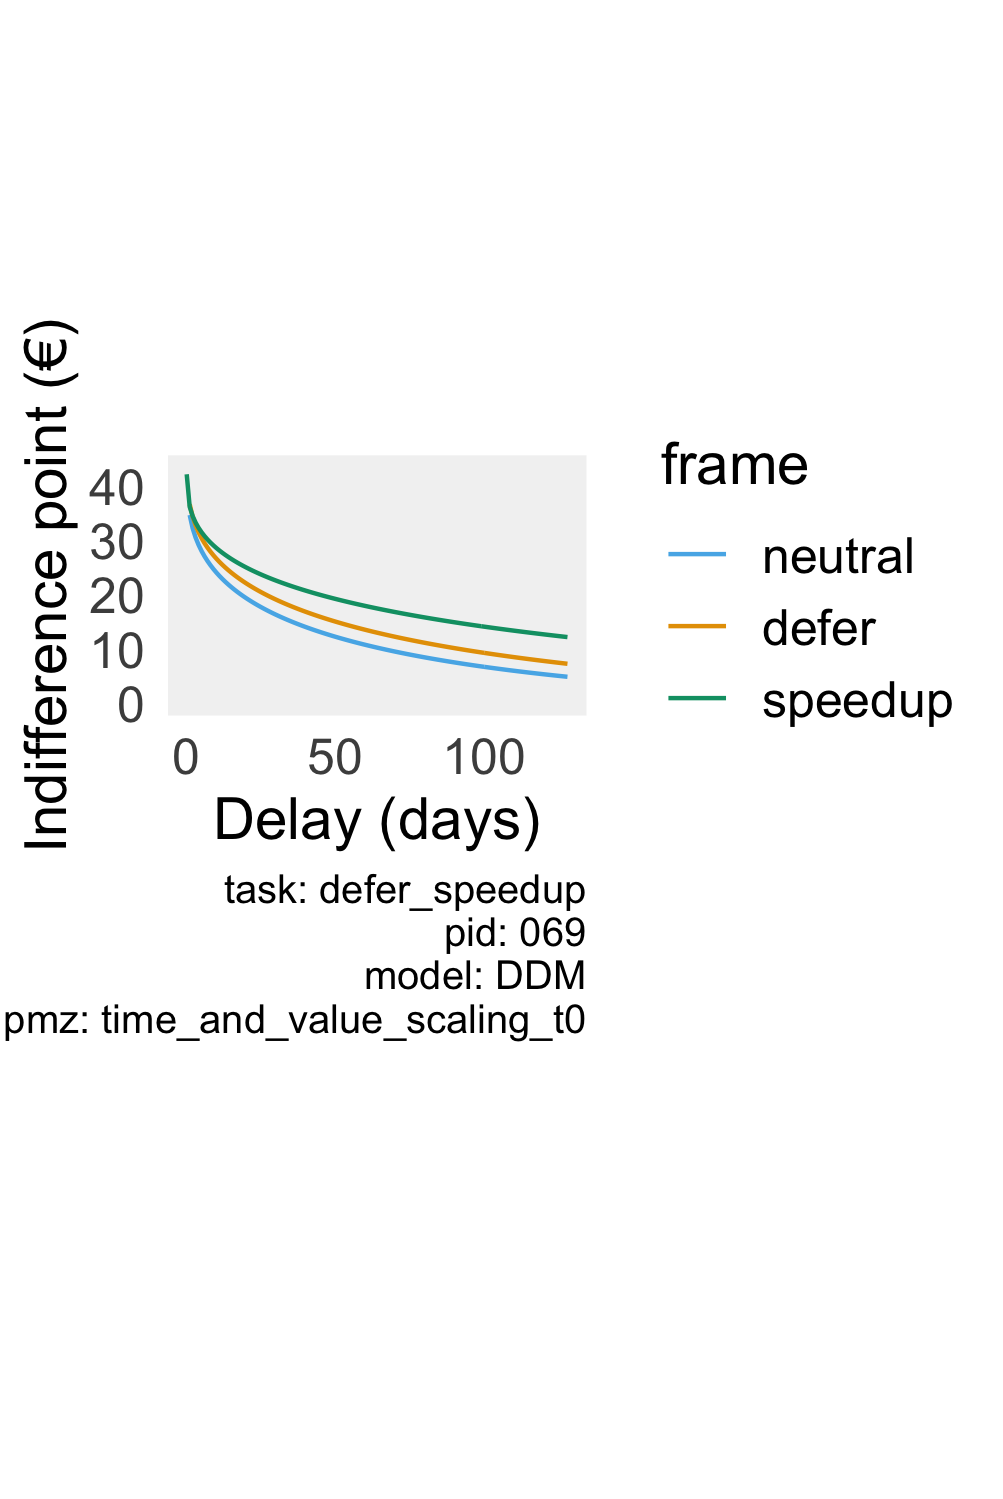 Indifference point (€)
40
30
20
10
0
0 50 100
Delay (days)
frame
neutral
defer
speedup
task: defer_speedup
pid: 069
model: DDM
pmz: time_and_value_scaling_t0